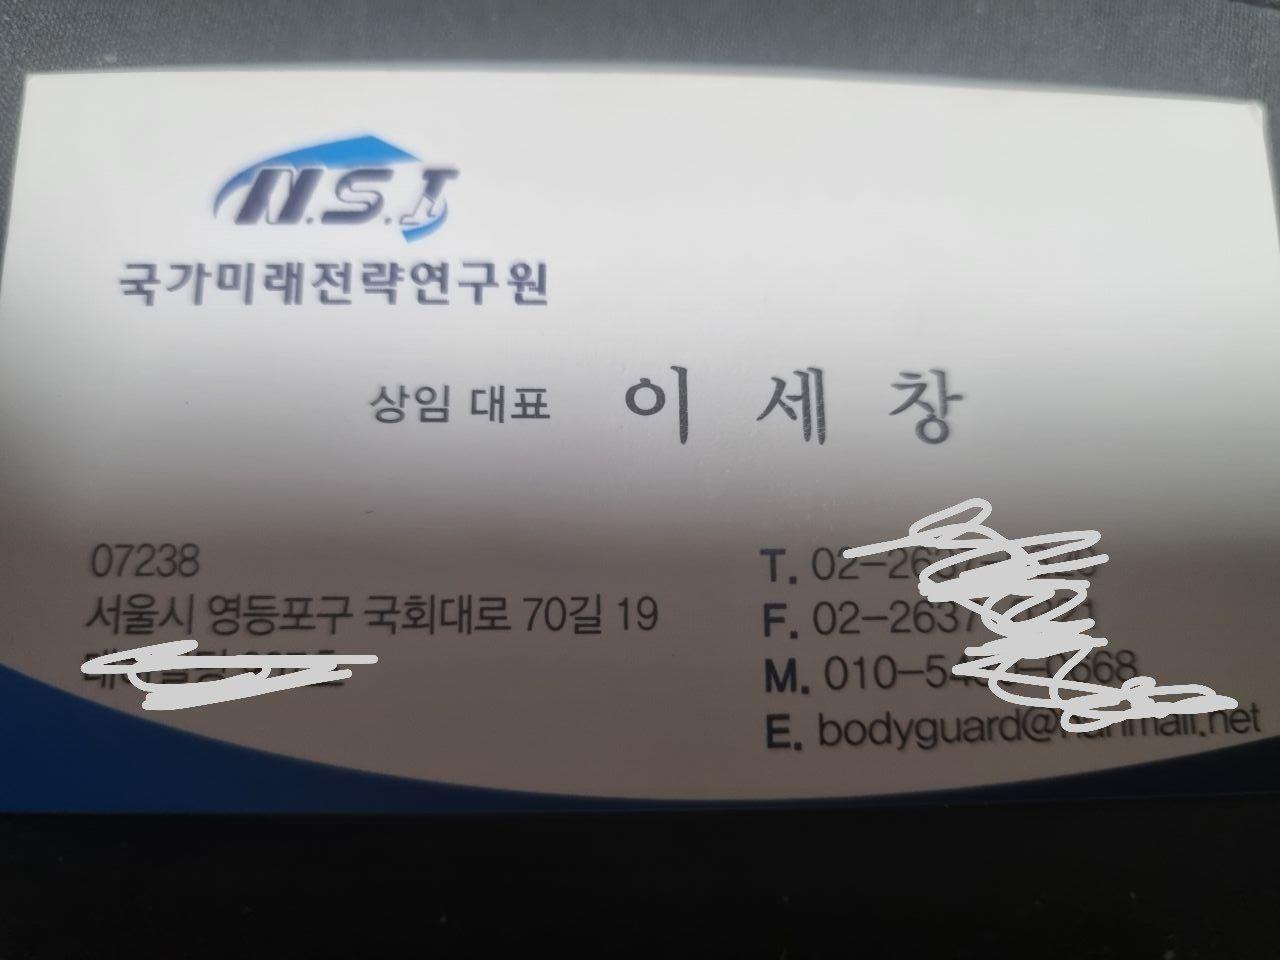 N.S.I
국가미래전략연구원
상임 대표 이 세 창
07238
서울시 영등포구 국회대로 70길 19
T. 02-26
F. 02-2637
M. 010-5
E. bodyguard@